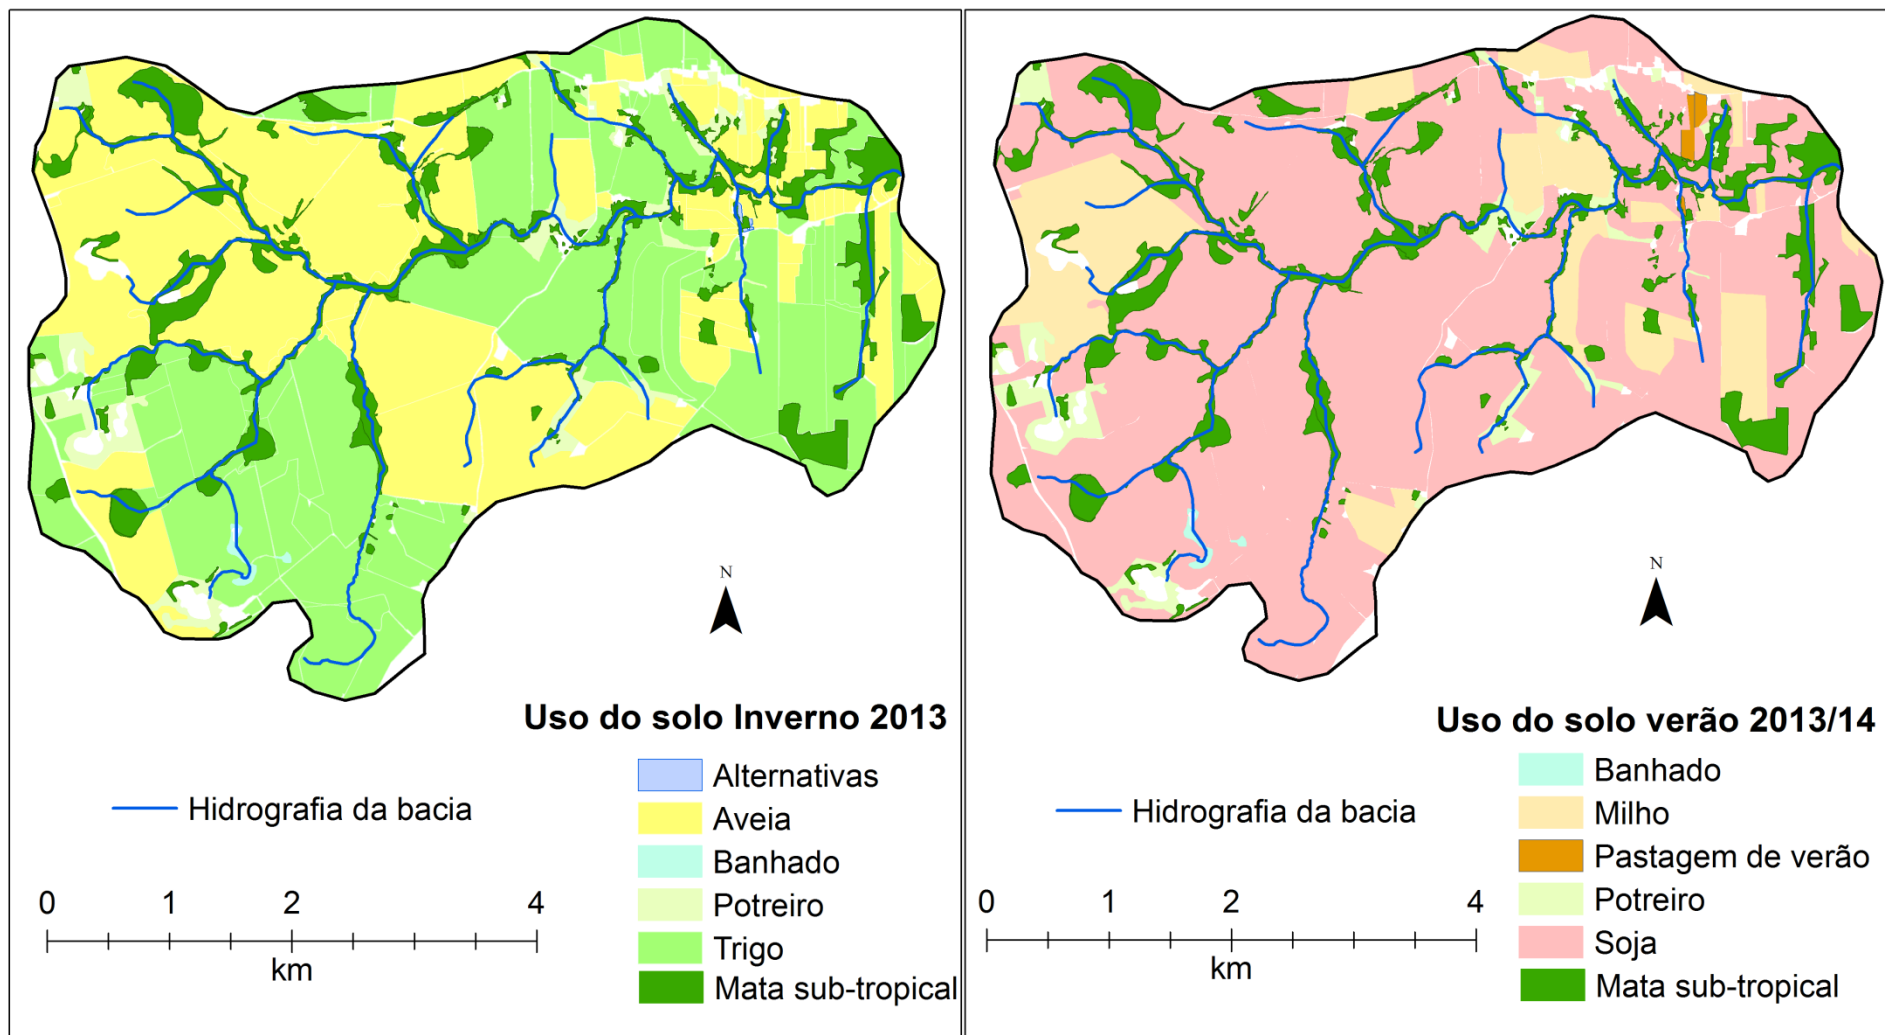 N
Uso do solo Inverno 2013
Hidrografia da bacia
Alternativas
Aveia
Banhado
Potreiro
Trigo
Mata sub-tropical
0 1 2 4
km
N
Uso do solo verão 2013/14
Hidrografia da bacia
Banhado
Milho
Pastagem de verão
Potreiro
Soja
Mata sub-tropical
0 1 2 4
km